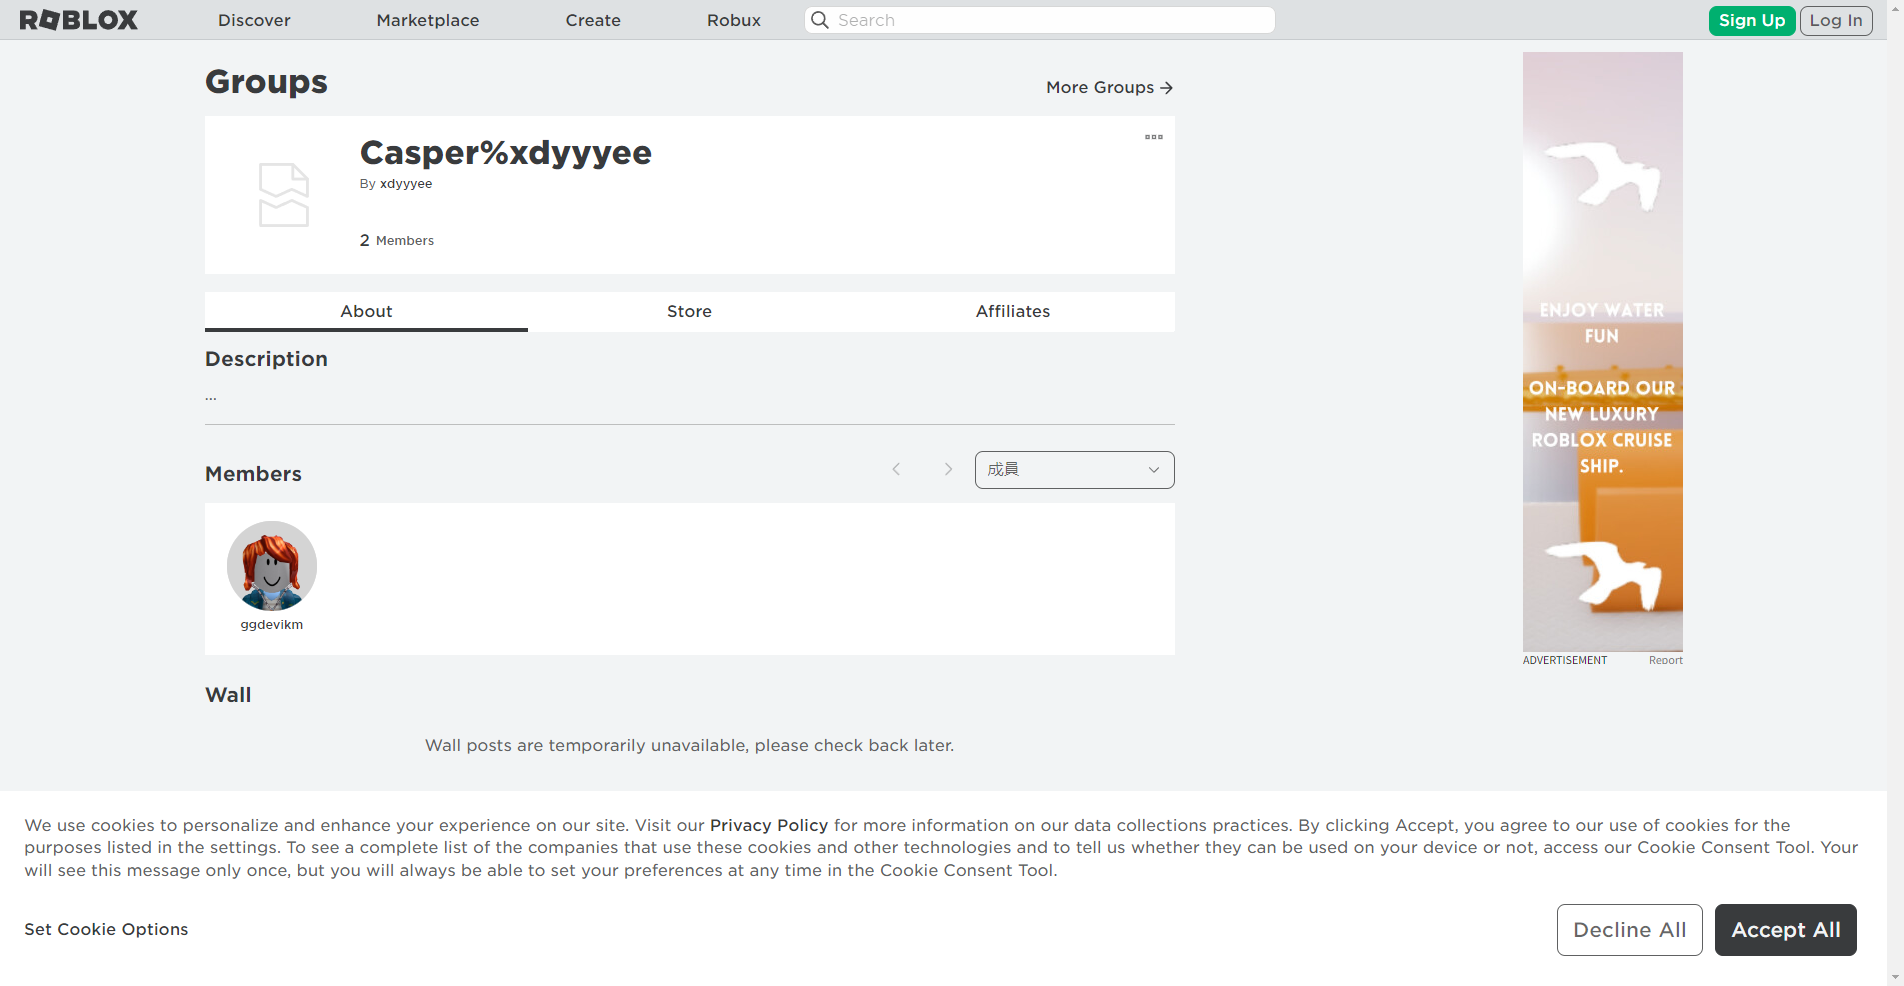 ROBLOX
Discover
Marketplace
Create
Robux
Search
Sign Up
Log In
Groups
More Groups
Casper%xdyyyee
By xdyyyee
2 Members
About
Store
Affiliates
Description
...
Members
成員
ggdevikm
Wall
Wall posts are temporarily unavailable, please check back later.
ENJOY WATER
FUN
ON-BOARD OUR
NEW LUXURY
ROBLOX CRUISE
SHIP.
ADVERTISEMENT
Report
We use cookies to personalize and enhance your experience on our site. Visit our Privacy Policy for more information on our data collections practices. By clicking Accept, you agree to our use of cookies for the
purposes listed in the settings. To see a complete list of the companies that use these cookies and other technologies and to tell us whether they can be used on your device or not, access our Cookie Consent Tool. Your
will see this message only once, but you will always be able to set your preferences at any time in the Cookie Consent Tool.
Set Cookie Options
Decline All
Accept All